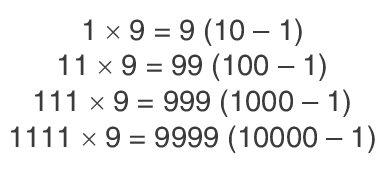 1 × 9 = 9 (10 – 1)
11 × 9 = 99 (100 – 1)
111 × 9 = 999 (1000 – 1)
1111 × 9 = 9999 (10000 – 1)